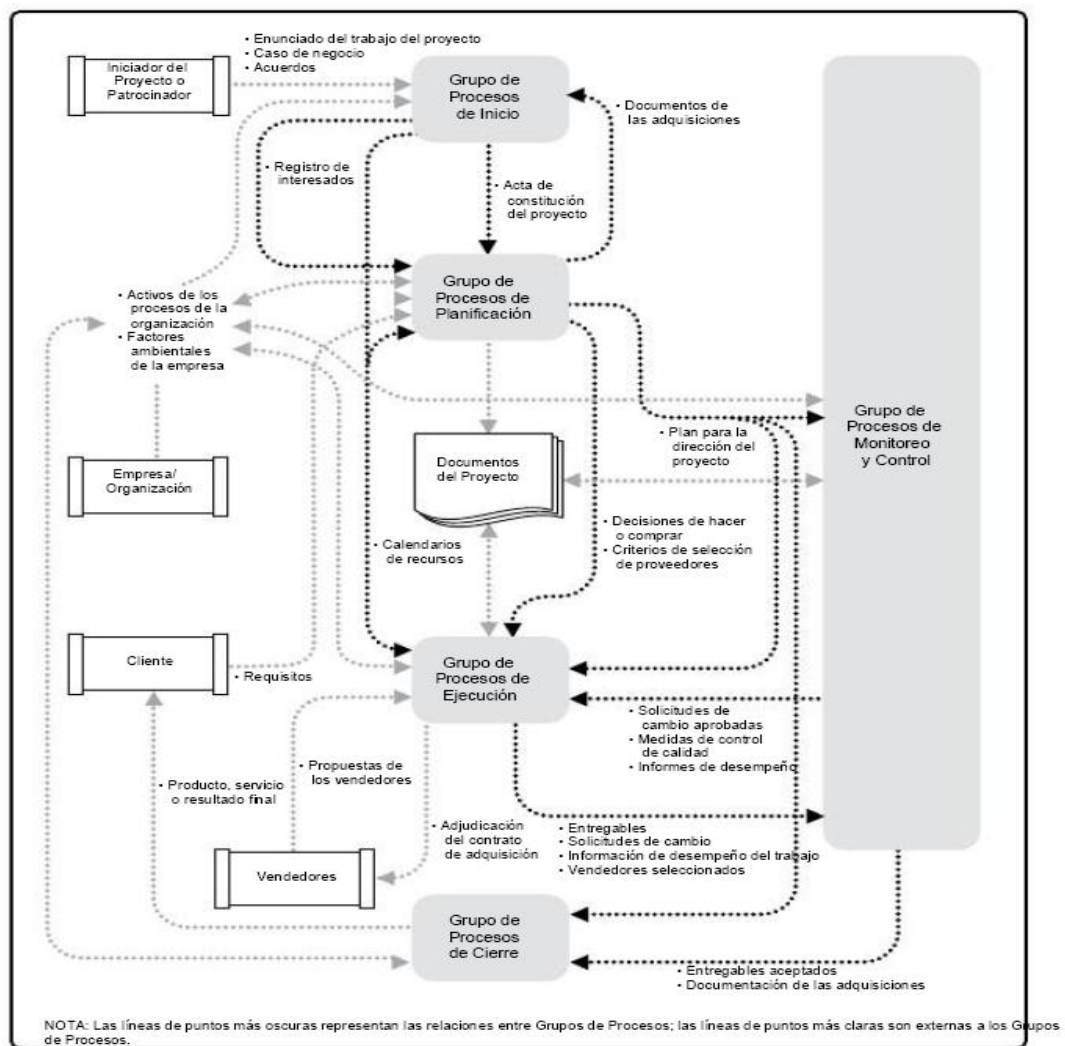 • Enunciado del trabajo del proyecto
• Caso de negocio
• Acuerdos
Iniciador del
Proyecto o
Patrocinador
Grupo de
Procesos
de Inicio
• Documentos de
las adquisiciones
• Registro de
interesados
• Acta de
constitución
del proyecto
Grupo de
Procesos de
Planificación
• Activos de los
procesos de la
organización
• Factores
ambientales
de la empresa
Grupo de
Procesos de
Monitoreo
y Control
• Plan para la
dirección del
proyecto
Empresa/
Organización
Documentos
del Proyecto
• Decisiones de hacer
o comprar
• Criterios de selección
de proveedores
• Calendarios
de recursos
Cliente
• Requisitos
Grupo de
Procesos de
Ejecución
• Solicitudes de
cambio aprobadas
• Medidas de control
de calidad
• Informes de desempeño
• Propuestas de
los vendedores
• Producto, servicio
o resultado final
• Adjudicación
del contrato
de adquisición
• Entregables
• Solicitudes de cambio
• Información de desempeño del trabajo
• Vendedores seleccionados
Vendedores
Grupo de
Procesos
de Cierre
• Entregables aceptados
• Documentación de las adquisiciones
NOTA: Las líneas de puntos más oscuras representan las relaciones entre Grupos de Procesos; las líneas de puntos más claras son externas a los Grupos
de Procesos.